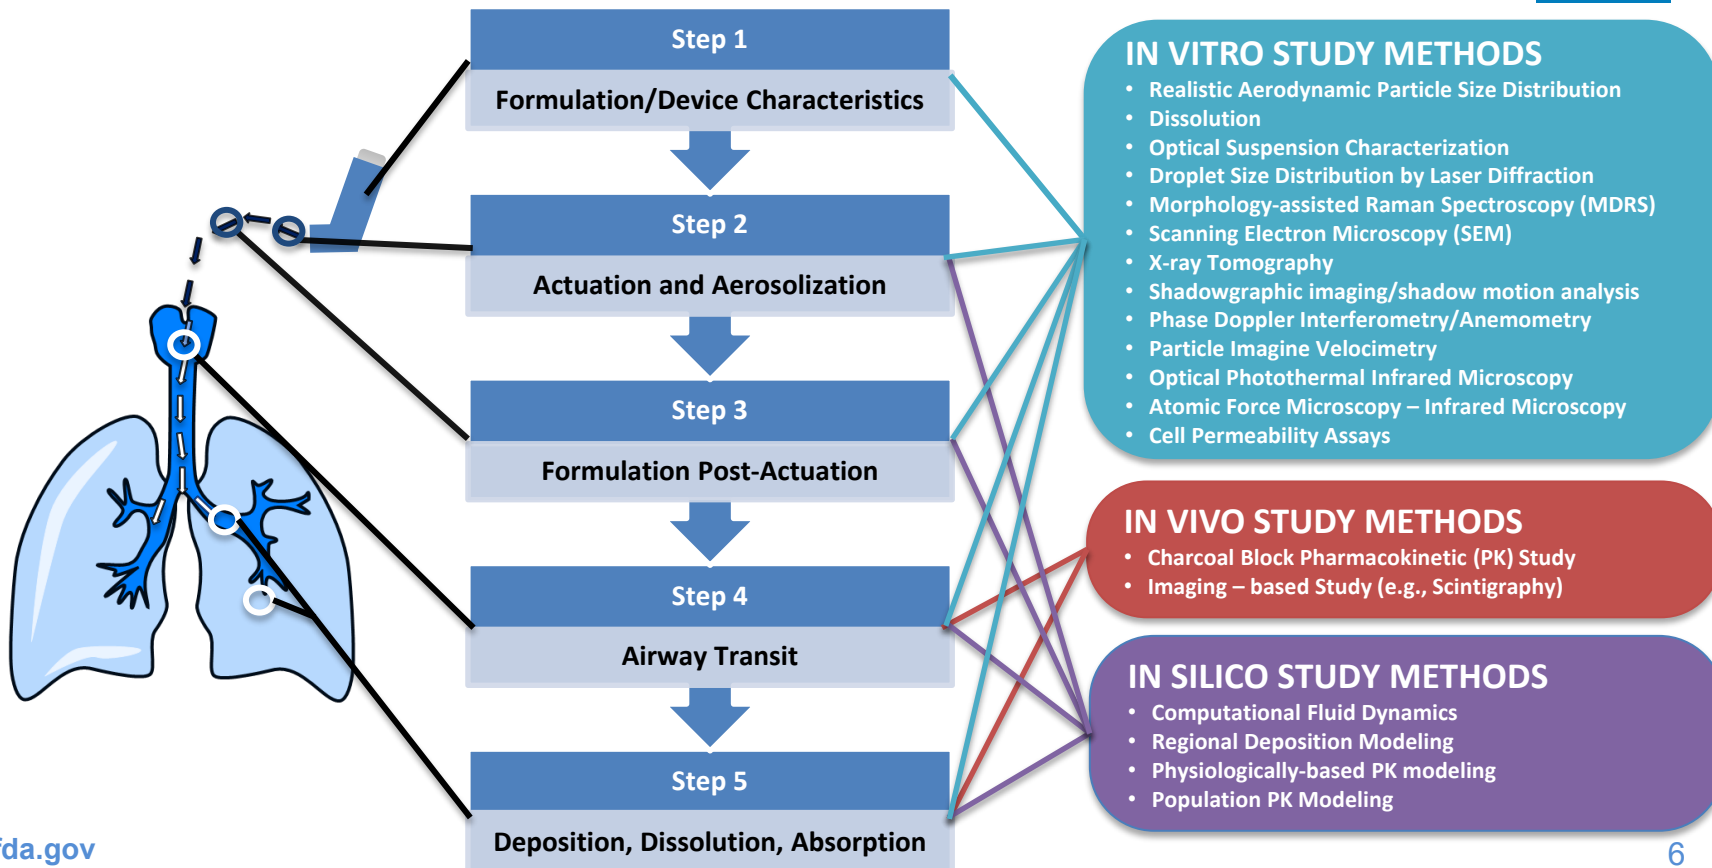 Step 1
Formulation/Device Characteristics
Step 2
Actuation and Aerosolization
Step 3
Formulation Post-Actuation
Step 4
Airway Transit
Step 5
Deposition, Dissolution, Absorption
IN VITRO STUDY METHODS
• Realistic Aerodynamic Particle Size Distribution
• Dissolution
• Optical Suspension Characterization
• Droplet Size Distribution by Laser Diffraction
• Morphology-assisted Raman Spectroscopy (MDRS)
• Scanning Electron Microscopy (SEM)
• X-ray Tomography
• Shadowgraphic imaging/shadow motion analysis
• Phase Doppler Interferometry/Anemometry
• Particle Imagine Velocimetry
• Optical Photothermal Infrared Microscopy
• Atomic Force Microscopy – Infrared Microscopy
• Cell Permeability Assays
IN VIVO STUDY METHODS
• Charcoal Block Pharmacokinetic (PK) Study
• Imaging – based Study (e.g., Scintigraphy)
IN SILICO STUDY METHODS
• Computational Fluid Dynamics
• Regional Deposition Modeling
• Physiologically-based PK modeling
• Population PK Modeling
fda.gov
6